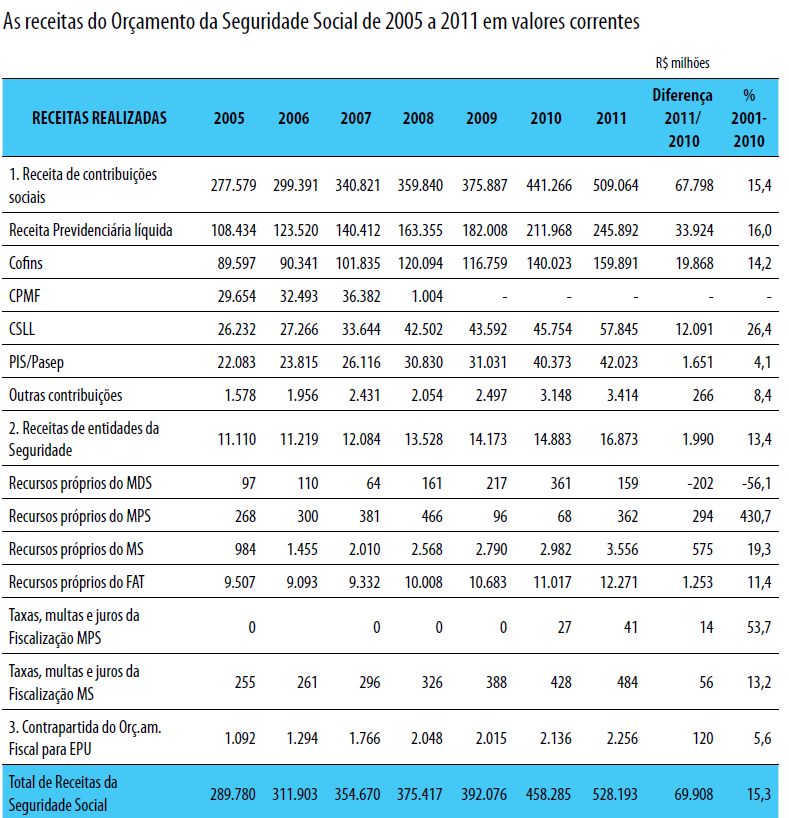 As receitas do Orçamento da Seguridade Social de 2005 a 2011 em valores correntes
R$ milhões
RECEITAS REALIZADAS 2005 2006 2007 2008 2009 2010 2011 Diferença 2011/ 2010 % 2001- 2010
1. Receita de contribuições sociais 277.579 299.391 340.821 359.840 375.887 441.266 509.064 67.798 15,4
Receita Previdenciária líquida 108.434 123.520 140.412 163.355 182.008 211.968 245.892 33.924 16,0
Cofins 89.597 90.341 101.835 120.094 116.759 140.023 159.891 19.868 14,2
CPMF 29.654 32.493 36.382 1.004 - - - - -
CSLL 26.232 27.266 33.644 42.502 43.592 45.754 57.845 12.091 26,4
PIS/Pasep 22.083 23.815 26.116 30.830 31.031 40.373 42.023 1.651 4,1
Outras contribuições 1.578 1.956 2.431 2.054 2.497 3.148 3.414 266 8,4
2. Receitas de entidades da Seguridade 11.110 11.219 12.084 13.528 14.173 14.883 16.873 1.990 13,4
Recursos próprios do MDS 97 110 64 161 217 361 159 -202 -56,1
Recursos próprios do MPS 268 300 381 466 96 68 362 294 430,7
Recursos próprios do MS 984 1.455 2.010 2.568 2.790 2.982 3.556 575 19,3
Recursos próprios do FAT 9.507 9.093 9.332 10.008 10.683 11.017 12.271 1.253 11,4
Taxas, multas e juros da Fiscalização MPS 0 0 0 0 27 41 14 53,7
Taxas, multas e juros da Fiscalização MS 255 261 296 326 388 428 484 56 13,2
3. Contrapartida do Orç.am. Fiscal para EPU 1.092 1.294 1.766 2.048 2.015 2.136 2.256 120 5,6
Total de Receitas da Seguridade Social 289.780 311.903 354.670 375.417 392.076 458.285 528.193 69.908 15,3